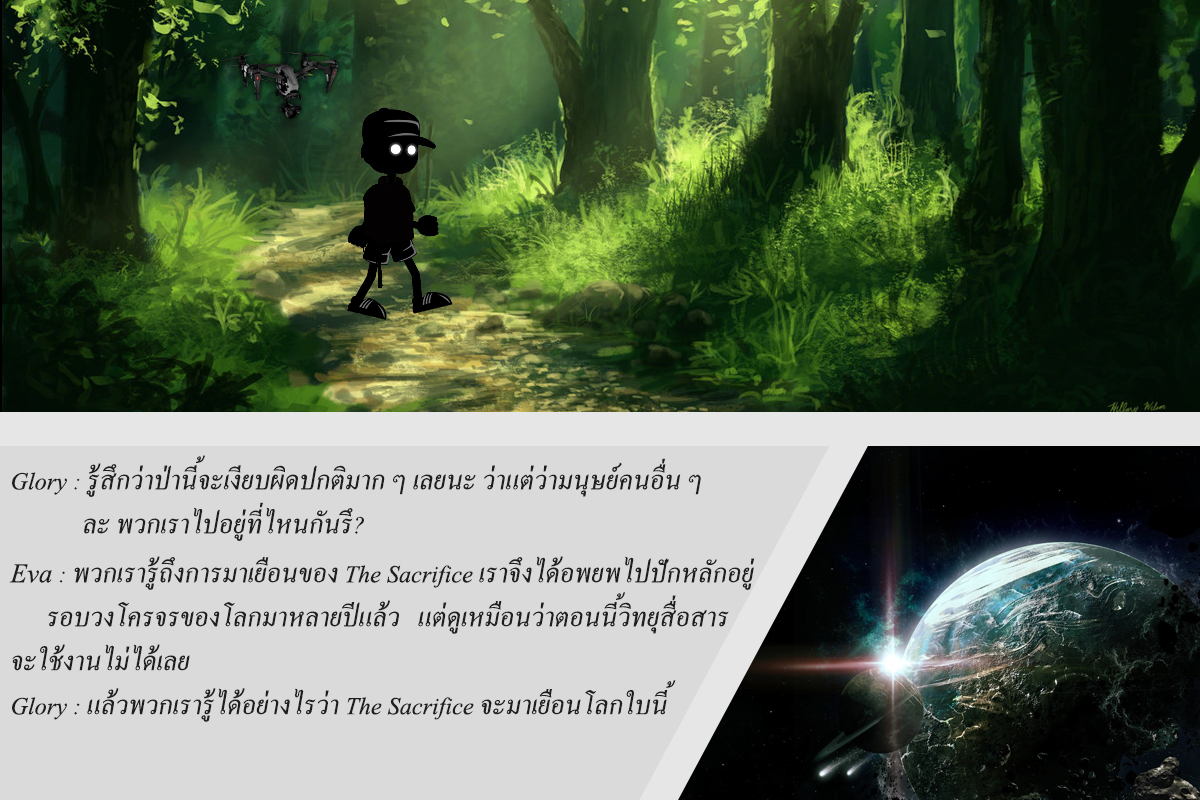 Hillary Wilson
Glory : รู้สึกว่าป่านี้จะเงียบผิดปกติมาก ๆ เลยนะ ว่าแต่ว่ามนุษย์คนอื่น ๆ
ละ พวกเราไปอยู่ที่ไหนกันรึ?
Eva : พวกเรารู้ถึงการมาเยือนของ The Sacrifice เราจึงได้อพยพไปปักหลักอยู่
รอบวงโครจรของโลกมาหลายปีแล้ว แต่ดูเหมือนว่าตอนนี้วิทยุสื่อสาร
จะใช้งานไม่ได้เลย
Glory : แล้วพวกเรารู้ได้อย่างไรว่า The Sacrifice จะมาเยือนโลกใบนี้